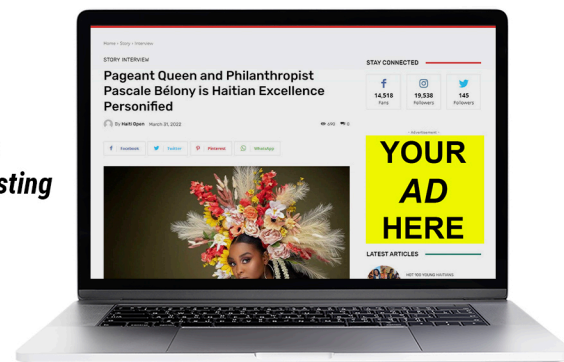 sting
Home › Story › Interview
STORY INTERVIEW
Pageant Queen and Philanthropist
Pascale Bélony is Haitian Excellence
Personified
By Haiti Open March 31, 2022 692 0
Facebook Twitter Pinterest WhatsApp
STAY CONNECTED
14,518 19,538 145
Fans Followers Followers
- Advertisement -
YOUR
AD
HERE
LATEST ARTICLES
HOT 100 YOUNG HAITIANS